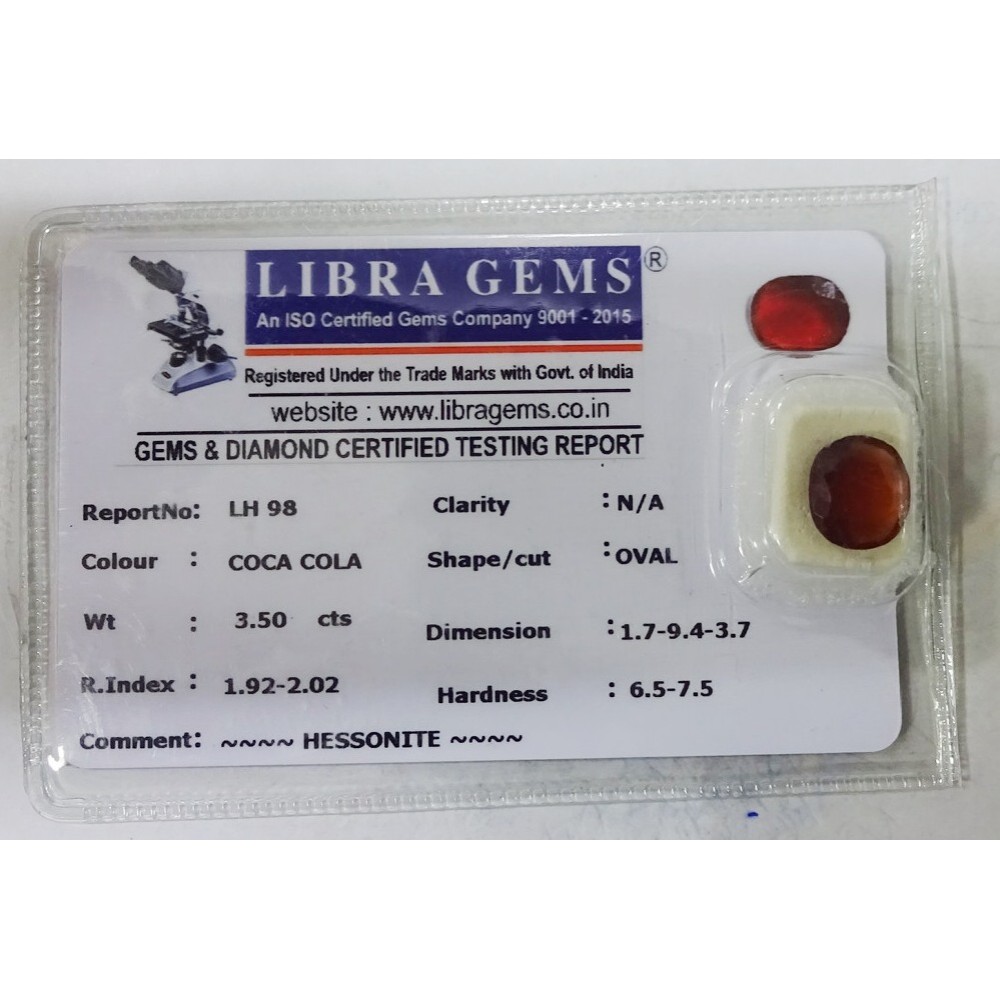 LIBRA GEMS ®
An ISO Certified Gems Company 9001 - 2015
Registered Under the Trade Marks with Govt. of India
website : www.libragems.co.in
GEMS & DIAMOND CERTIFIED TESTING REPORT
ReportNo: LH 98 Clarity : N/A
Colour : COCA COLA Shape/cut : OVAL
Wt : 3.50 cts Dimension : 1.7-9.4-3.7
R.Index : 1.92-2.02 Hardness : 6.5-7.5
Comment: ~~~~ HESSONITE ~~~~